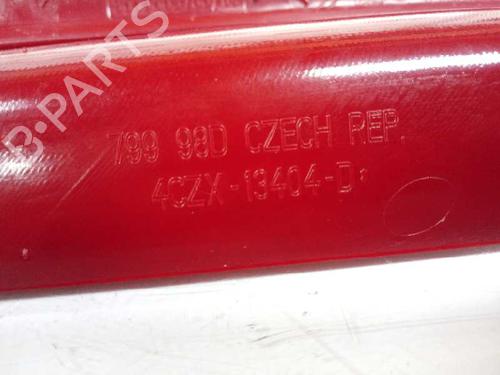 B-PARTS
799 98D CZECH REP.
4CZX-13404-D